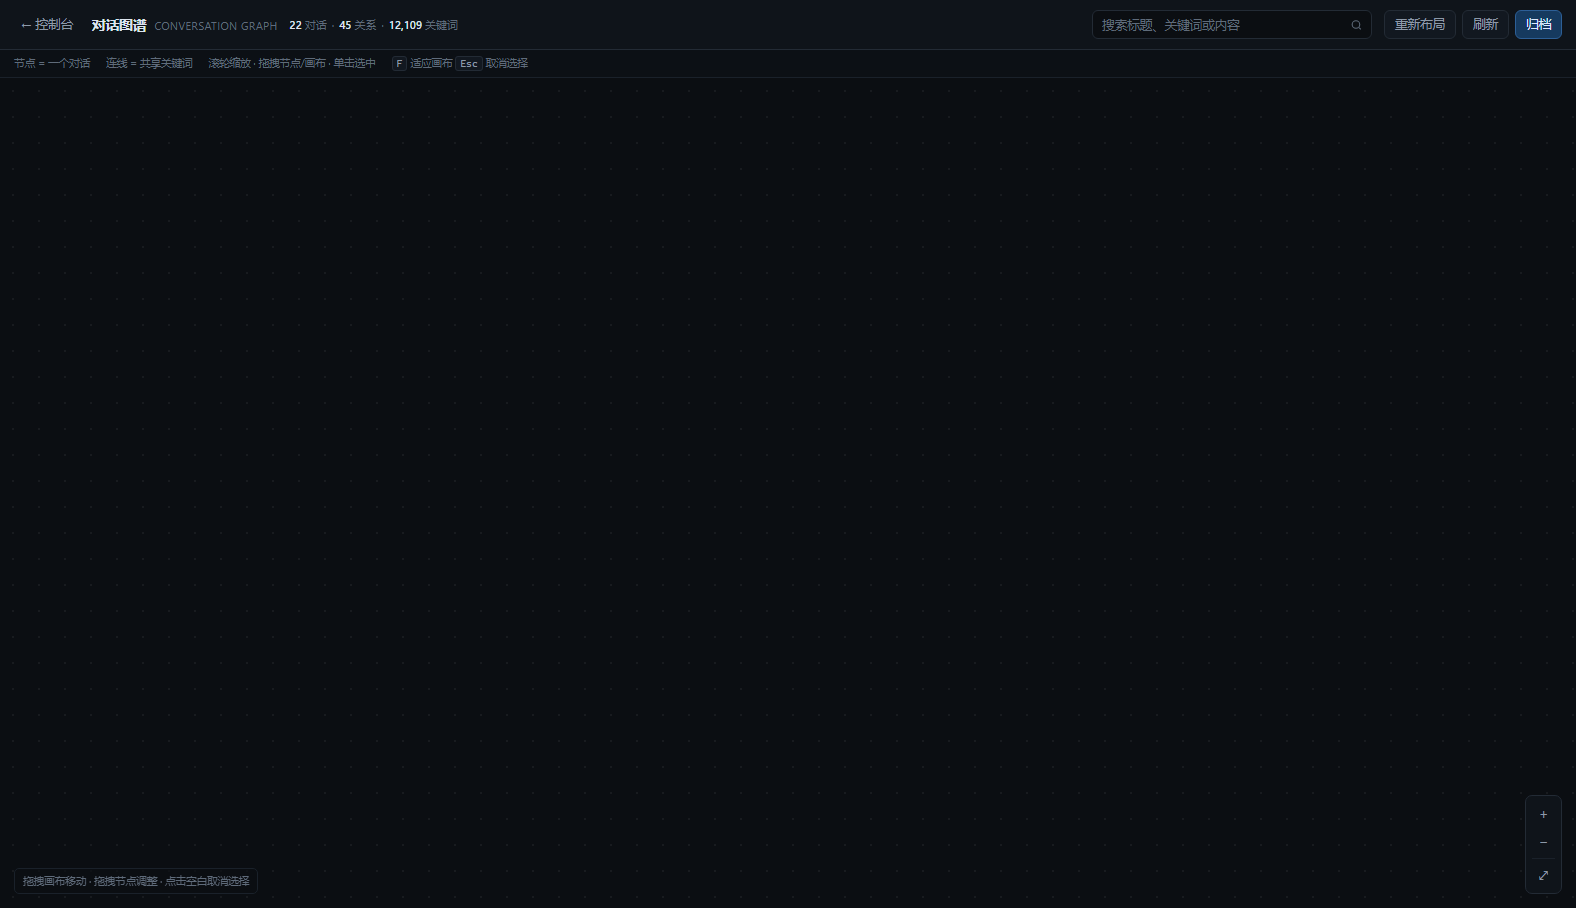 ← 控制台 对话图谱 CONVERSATION GRAPH 22 对话 · 45 关系 · 12,109 关键词 搜索标题、关键词或内容 重新布局 刷新 归档
节点 = 一个对话 连线 = 共享关键词 滚轮缩放 · 拖拽节点/画布 · 单击选中 F 适应画布 Esc 取消选择
+
−
⤢
拖拽画布移动 · 拖拽节点调整 · 点击空白取消选择